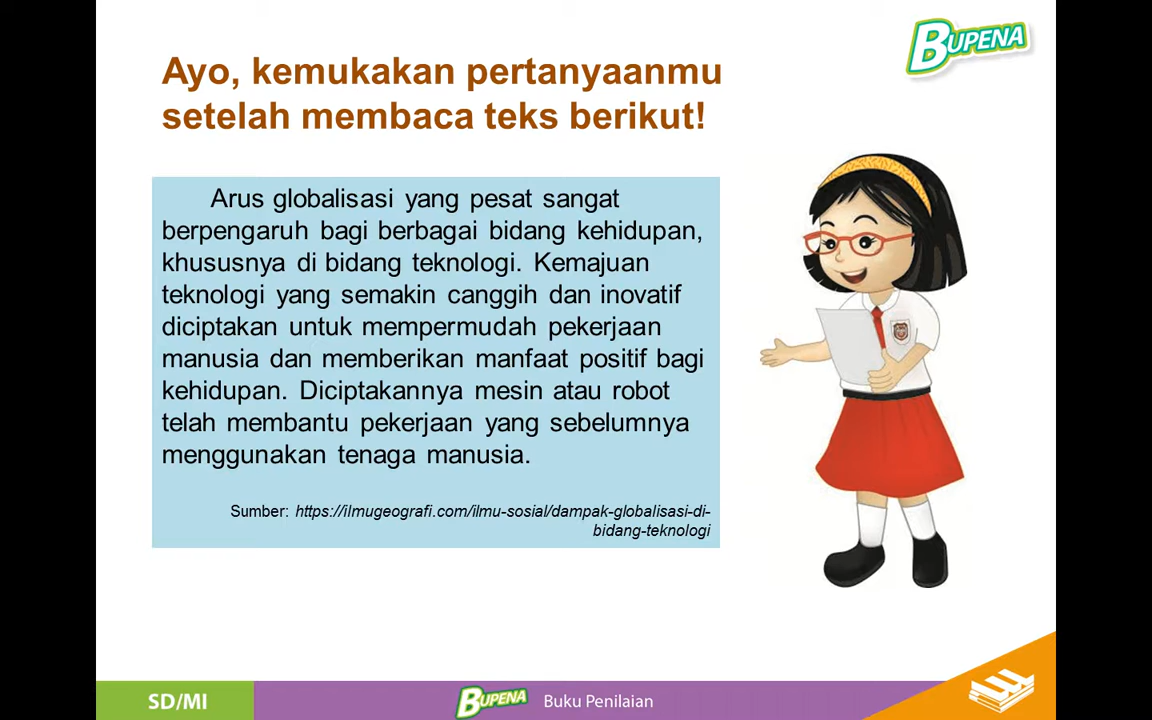 BUPENA
Ayo, kemukakan pertanyaanmu
setelah membaca teks berikut!
Arus globalisasi yang pesat sangat
berpengaruh bagi berbagai bidang kehidupan,
khususnya di bidang teknologi. Kemajuan
teknologi yang semakin canggih dan inovatif
diciptakan untuk mempermudah pekerjaan
manusia dan memberikan manfaat positif bagi
kehidupan. Diciptakannya mesin atau robot
telah membantu pekerjaan yang sebelumnya
menggunakan tenaga manusia.
Sumber: https://ilmugeografi.com/ilmu-sosial/dampak-globalisasi-di-
bidang-teknologi
SD/MI
BUPENA Buku Penilaian